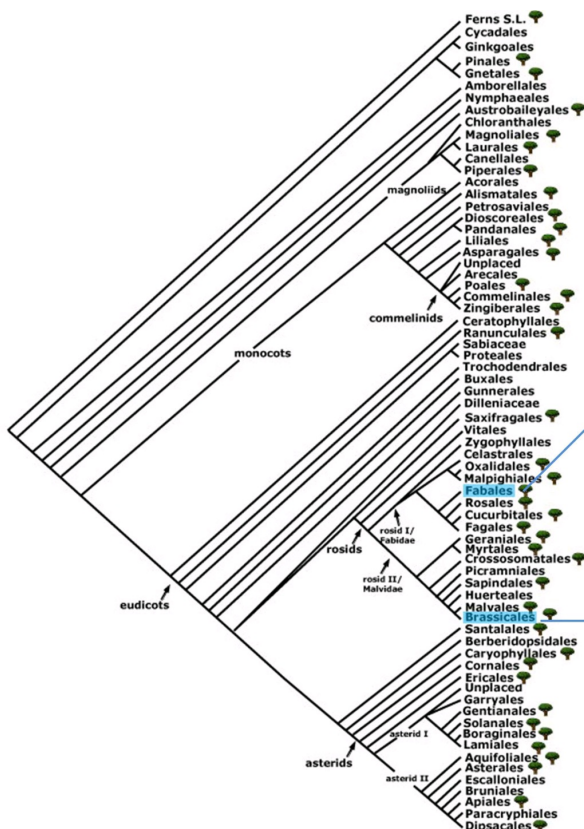 Ferns S.L.
Cycadales
Ginkgoales
Pinales
Gnetales
Amborellales
Nymphaeales
Austrobaileyales
Chloranthales
Magnoliales
Laurales
Canellales
Piperales
magnoliids
Acorales
Alismatales
Petrosaviales
Dioscoreales
Pandanales
Liliales
Asparagales
Unplaced
Arecales
Poales
Commelinales
Zingiberales
commelinids
monocots
Ceratophyllales
Ranunculales
Sabiaceae
Proteales
Trochodendrales
Buxales
Gunnerales
Dilleniaceae
Saxifragales
Vitales
Zygophyllales
Celastrales
Oxalidales
Malpighiales
Fabales
Rosales
Cucurbitales
Fagales
rosid I/
Fabidae
rosids
Geraniales
Myrtales
Crossosomatales
Picramniales
Sapindales
Huerteales
Malvales
Brassicales
rosid II/
Malvidae
eudicots
Santalales
Berberidopsidales
Caryophyllales
Cornales
Ericales
Unplaced
Garryales
Gentianales
Solanales
Boraginales
Lamiales
asterid I
asterids
Aquifoliales
Asterales
Escalloniales
Bruniales
Apiales
Paracryphiales
Dipsacales
asterid II